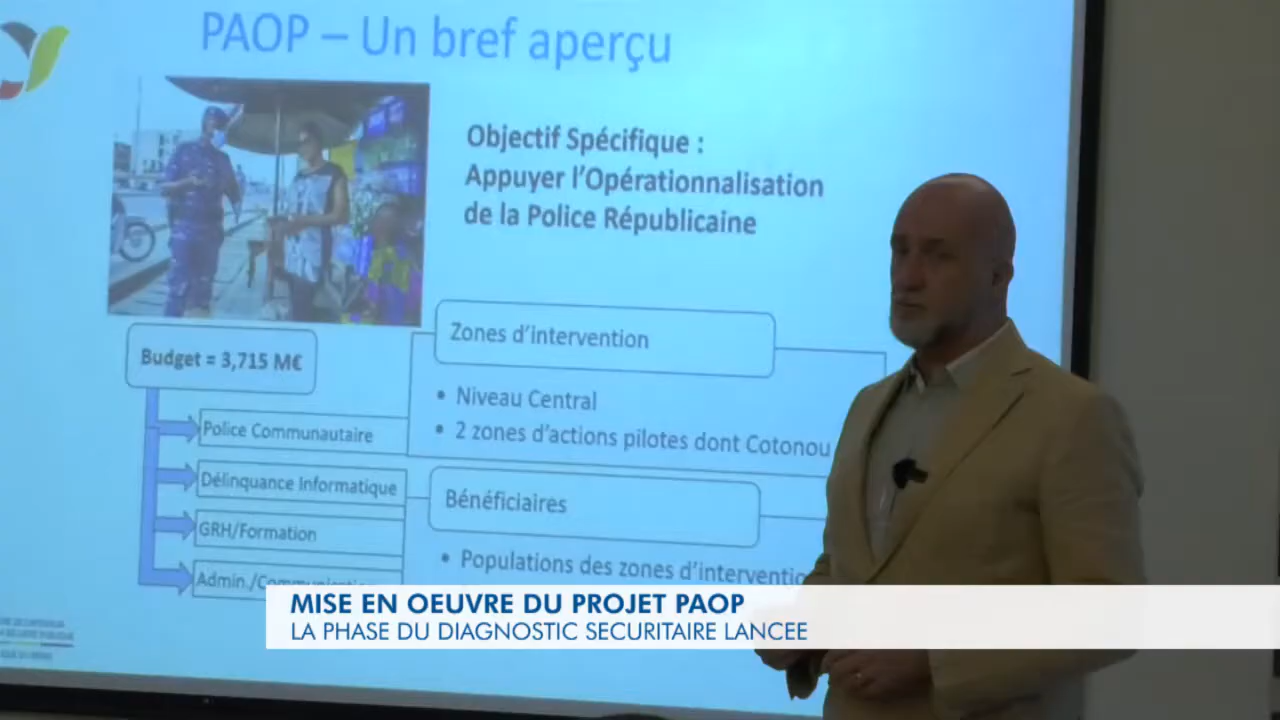 PAOP – Un bref aperçu
Objectif Spécifique :
Appuyer l'Opérationnalisation
de la Police Républicaine
Budget = 3,715 M€
Police Communautaire
Délinquance Informatique
GRH/Formation
Admin./Communication
Zones d'intervention
• Niveau Central
• 2 zones d'actions pilotes dont Cotonou
Bénéficiaires
• Populations des zones d'interventio
MISE EN OEUVRE DU PROJET PAOP
LA PHASE DU DIAGNOSTIC SECURITAIRE LANCEE